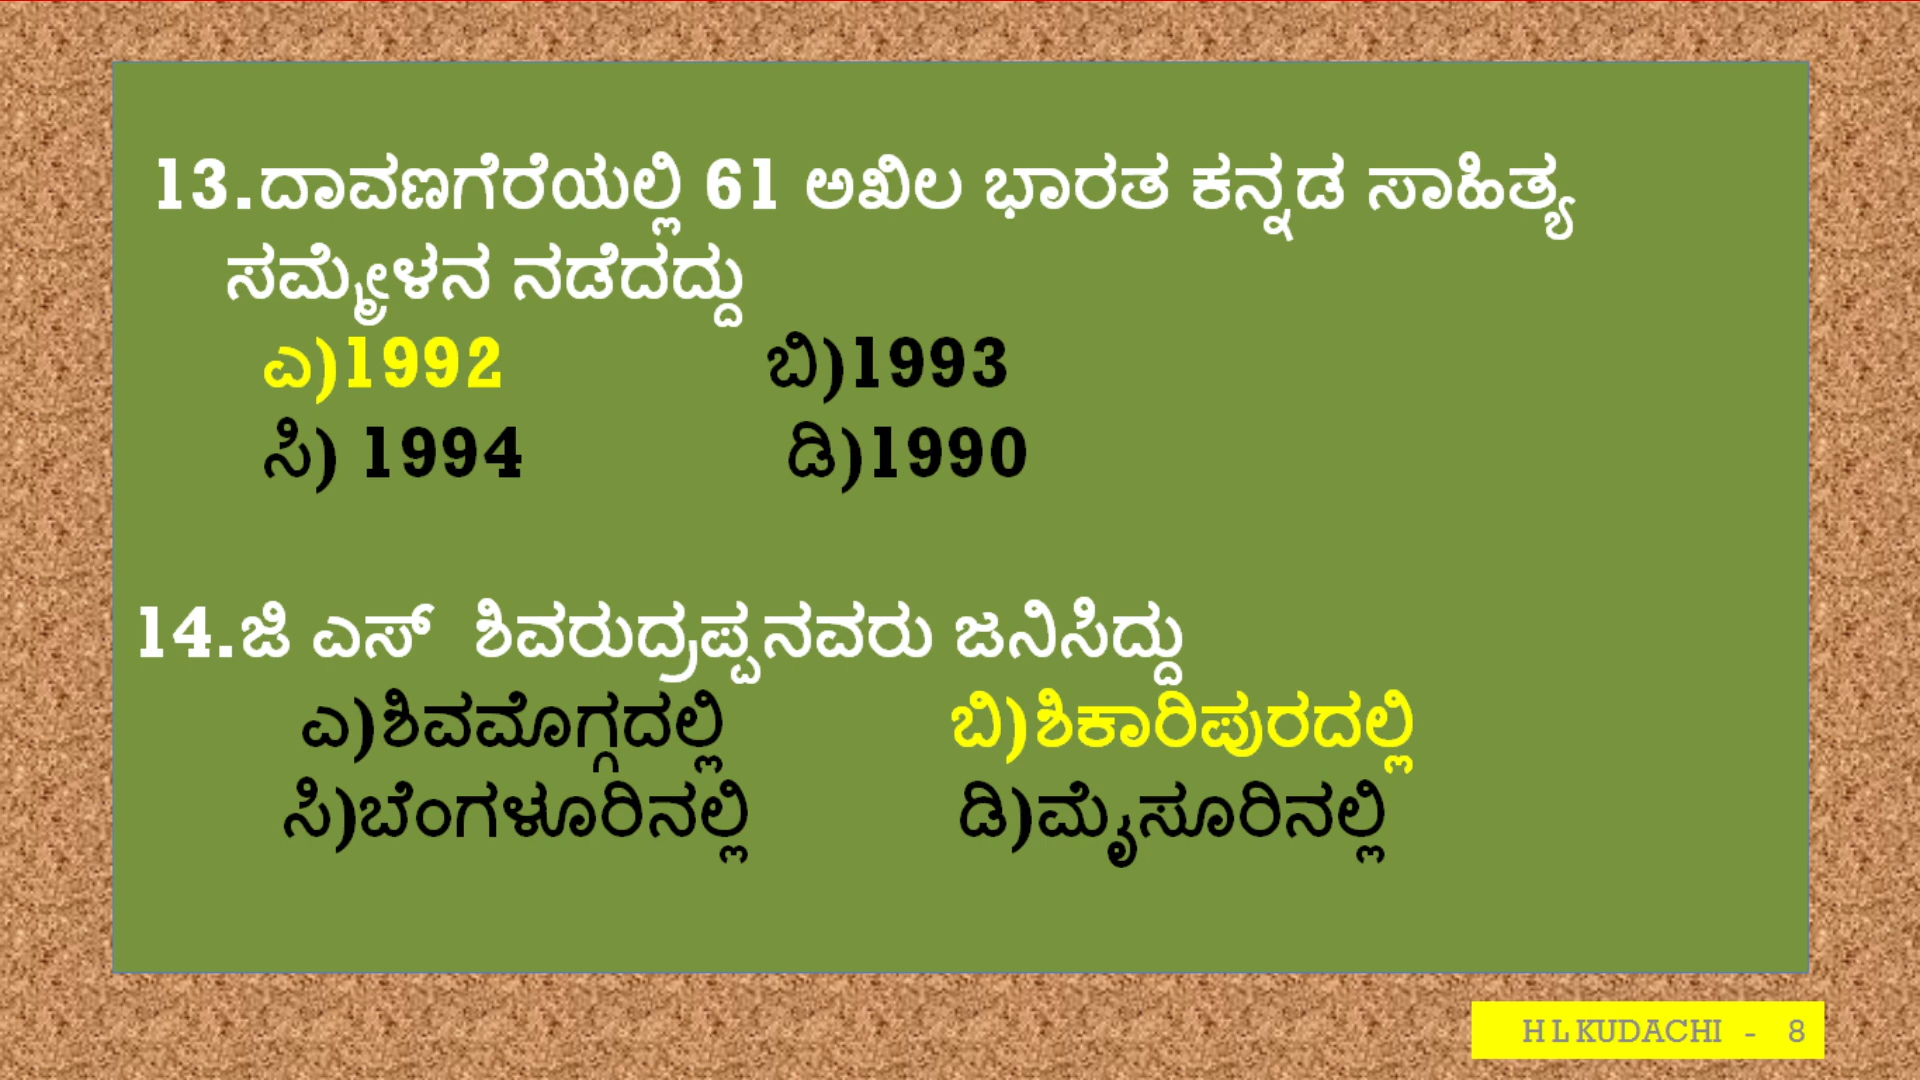 13.ದಾವಣಗೆರೆಯಲ್ಲಿ 61 ಅಖಿಲ ಭಾರತ ಕನ್ನಡ ಸಾಹಿತ್ಯ
ಸಮ್ಮೇಳನ ನಡೆದದ್ದು
ಎ)1992 ಬಿ)1993
ಸಿ) 1994 ಡಿ)1990
14.ಜಿ ಎಸ್ ಶಿವರುದ್ರಪ್ಪನವರು ಜನಿಸಿದ್ದು
ಎ)ಶಿವಮೊಗ್ಗದಲ್ಲಿ ಬಿ)ಶಿಕಾರಿಪುರದಲ್ಲಿ
ಸಿ)ಬೆಂಗಳೂರಿನಲ್ಲಿ ಡಿ)ಮೈಸೂರಿನಲ್ಲಿ
H L KUDACHI - 8